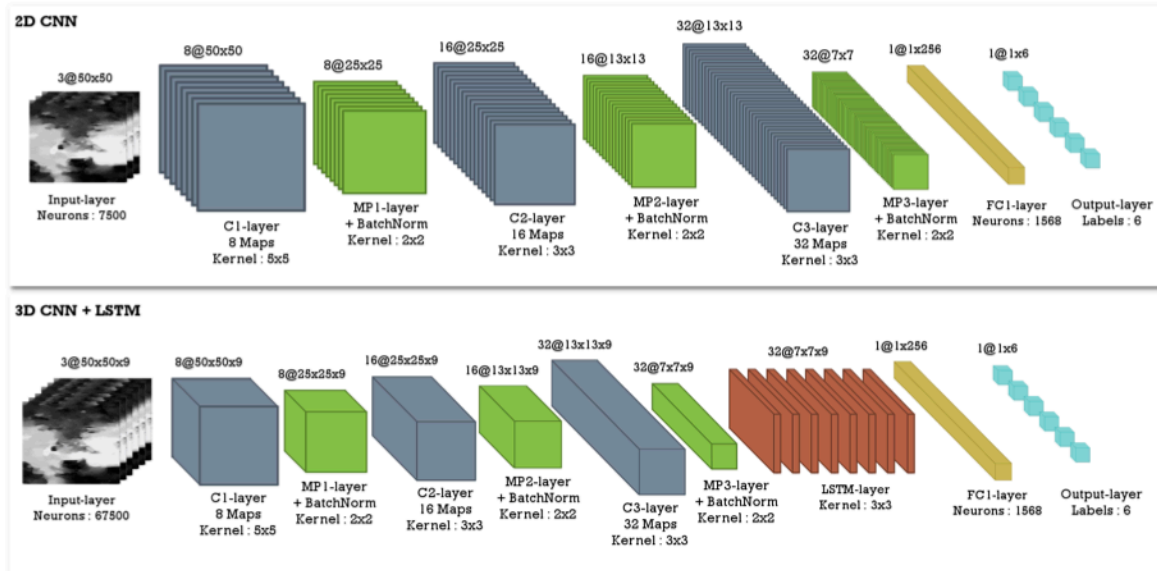 2D CNN
3@50x50
8@50x50
8@25x25
16@25x25
16@13x13
32@13x13
32@7x7
1@1x256
1@1x6
Input-layer
Neurons : 7500
C1-layer
8 Maps
Kernel : 5x5
MP1-layer
+ BatchNorm
Kernel : 2x2
C2-layer
16 Maps
Kernel : 3x3
MP2-layer
+ BatchNorm
Kernel : 2x2
C3-layer
32 Maps
Kernel : 3x3
MP3-layer
+ BatchNorm
Kernel : 2x2
FC1-layer
Neurons : 1568
Output-layer
Labels : 6
3D CNN + LSTM
3@50x50x9
8@50x50x9
8@25x25x9
16@25x25x9
16@13x13x9
32@13x13x9
32@7x7x9
32@7x7x9
1@1x256
1@1x6
Input-layer
Neurons : 67500
C1-layer
8 Maps
Kernel : 5x5
MP1-layer
+ BatchNorm
Kernel : 2x2
C2-layer
16 Maps
Kernel : 3x3
MP2-layer
+ BatchNorm
Kernel : 2x2
C3-layer
32 Maps
Kernel : 3x3
MP3-layer
+ BatchNorm
Kernel : 2x2
LSTM-layer
Kernel : 3x3
FC1-layer
Neurons : 1568
Output-layer
Labels : 6